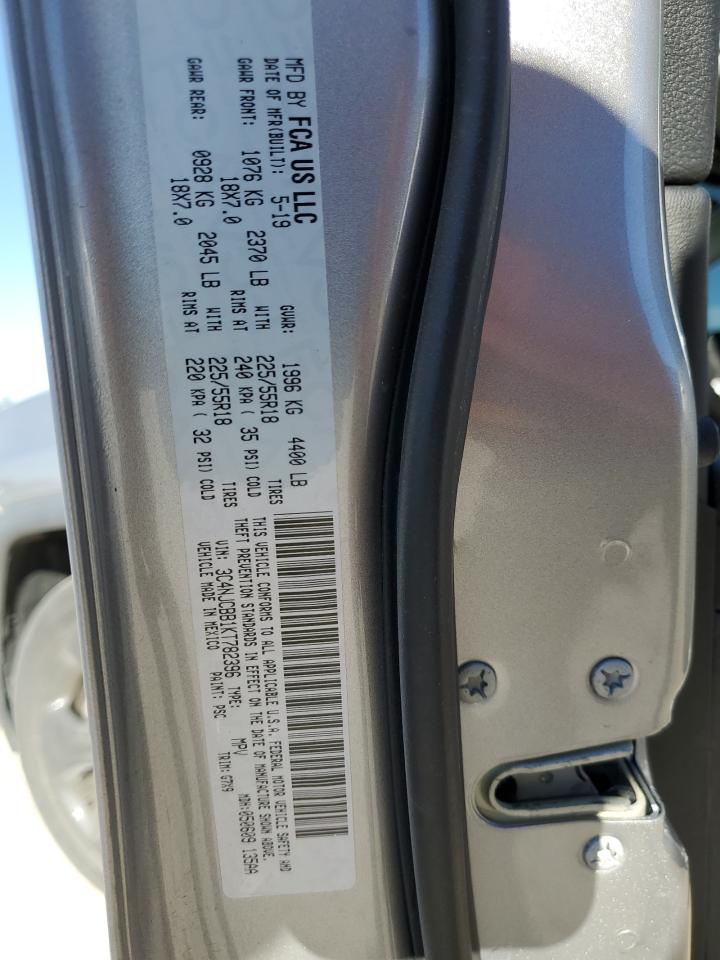 MFD BY FCA US LLC
DATE OF MFR(BUILT): 5-19 GVWR: 1996 KG 4400 LB
GAWR FRONT: 1076 KG 2370 LB WITH 225/55R18 TIRES
18X7.0 RIMS AT 240 KPA ( 35 PSI) COLD
GAWR REAR: 0928 KG 2045 LB WITH 225/55R18 TIRES
18X7.0 RIMS AT 220 KPA ( 32 PSI) COLD
THIS VEHICLE CONFORMS TO ALL APPLICABLE U.S.A. FEDERAL MOTOR VEHICLE SAFETY AND
THEFT PREVENTION STANDARDS IN EFFECT ON THE DATE OF MANUFACTURE SHOWN ABOVE.
VIN: 3C4NJCBB1KT782396 TYPE: MPV MDH:050609 135AA
VEHICLE MADE IN MEXICO PAINT: PSC TRIM:G7X9